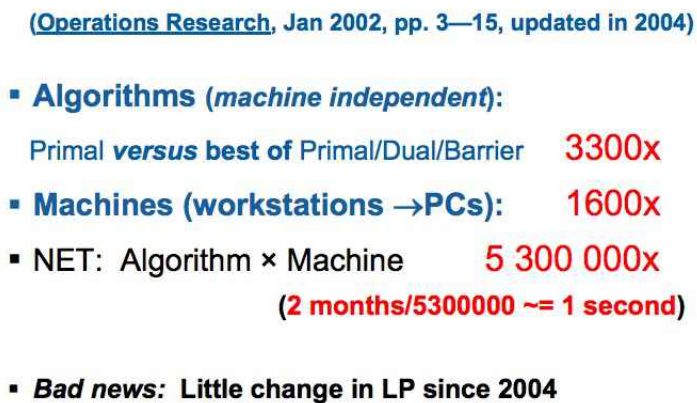 (Operations Research, Jan 2002, pp. 3—15, updated in 2004)
▪ Algorithms (machine independent):
Primal versus best of Primal/Dual/Barrier 3300x
▪ Machines (workstations →PCs): 1600x
▪ NET: Algorithm × Machine 5 300 000x
(2 months/5300000 ~= 1 second)
▪ Bad news: Little change in LP since 2004